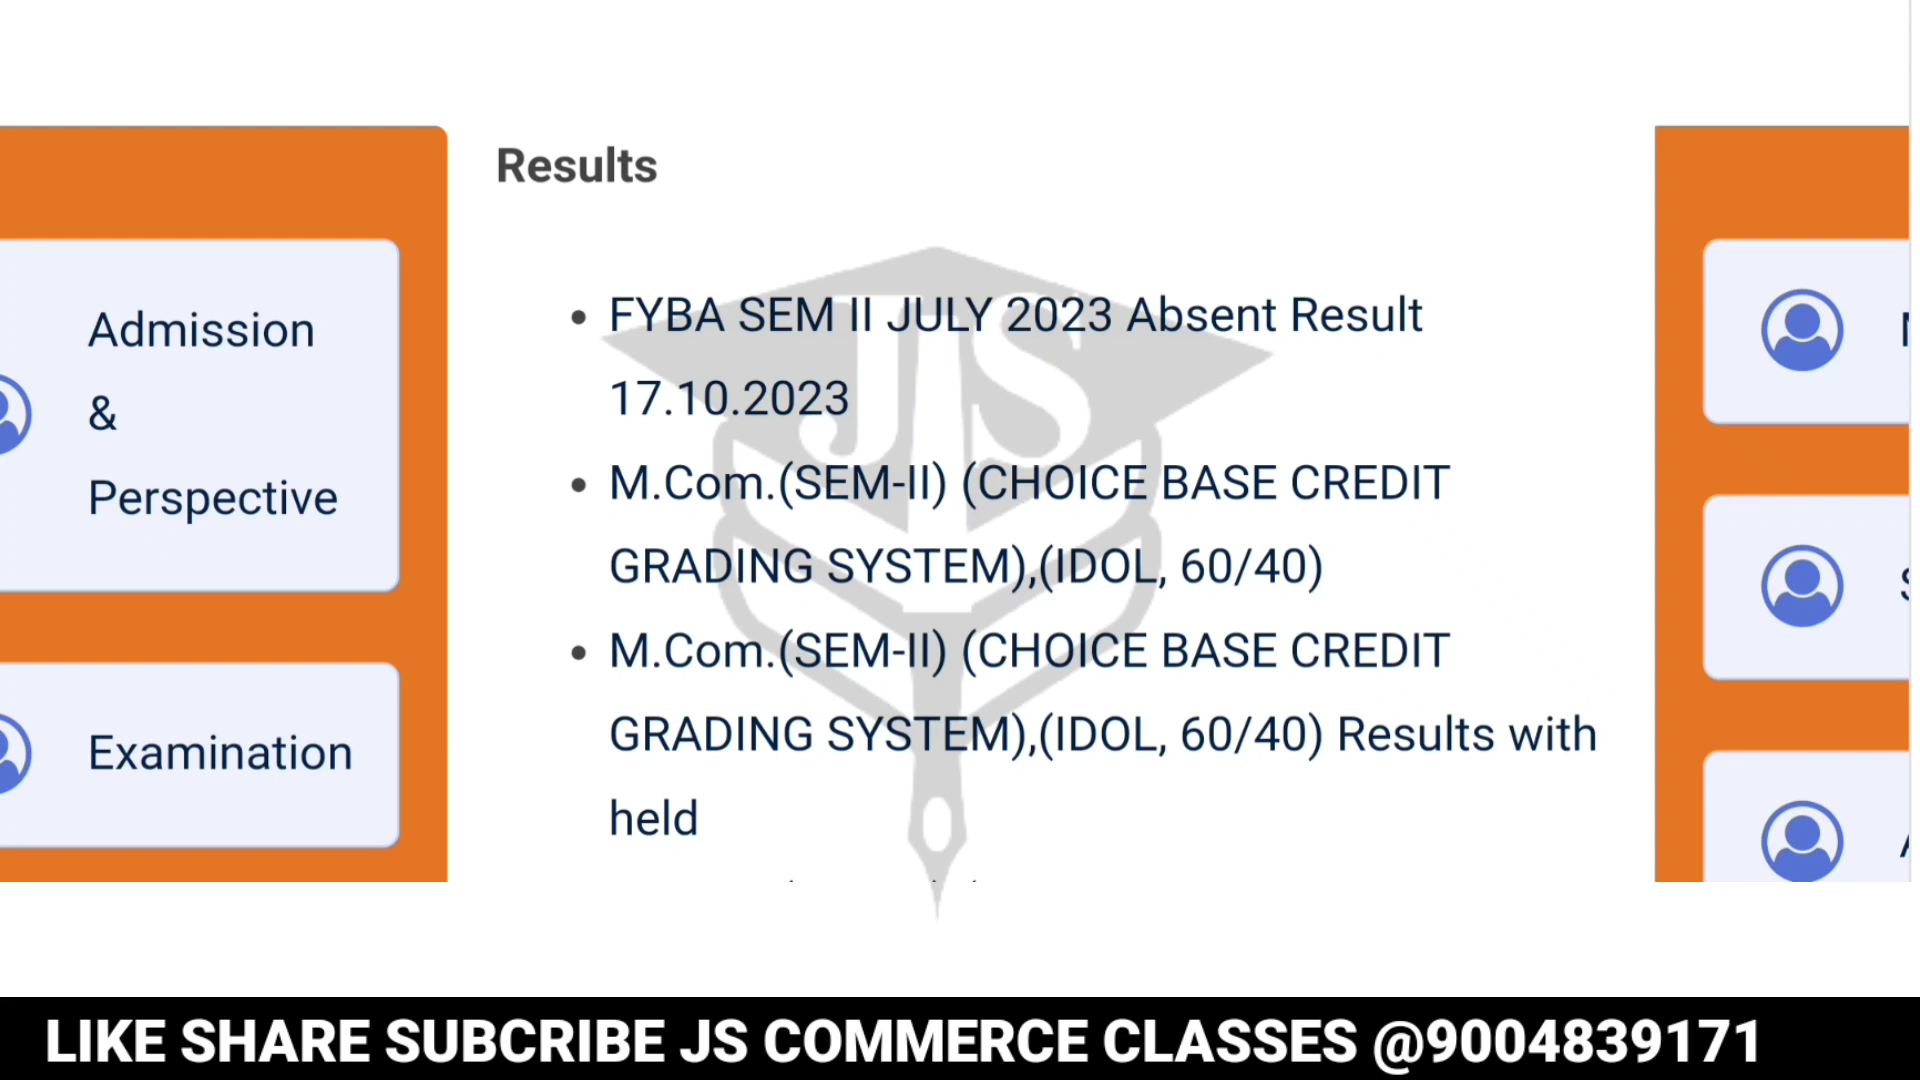 Results
Admission
&
Perspective
Examination
FYBA SEM II JULY 2023 Absent Result
17.10.2023
M.Com.(SEM-II) (CHOICE BASE CREDIT
GRADING SYSTEM),(IDOL, 60/40)
M.Com.(SEM-II) (CHOICE BASE CREDIT
GRADING SYSTEM),(IDOL, 60/40) Results with
held
JS
LIKE SHARE SUBCRIBE JS COMMERCE CLASSES @9004839171